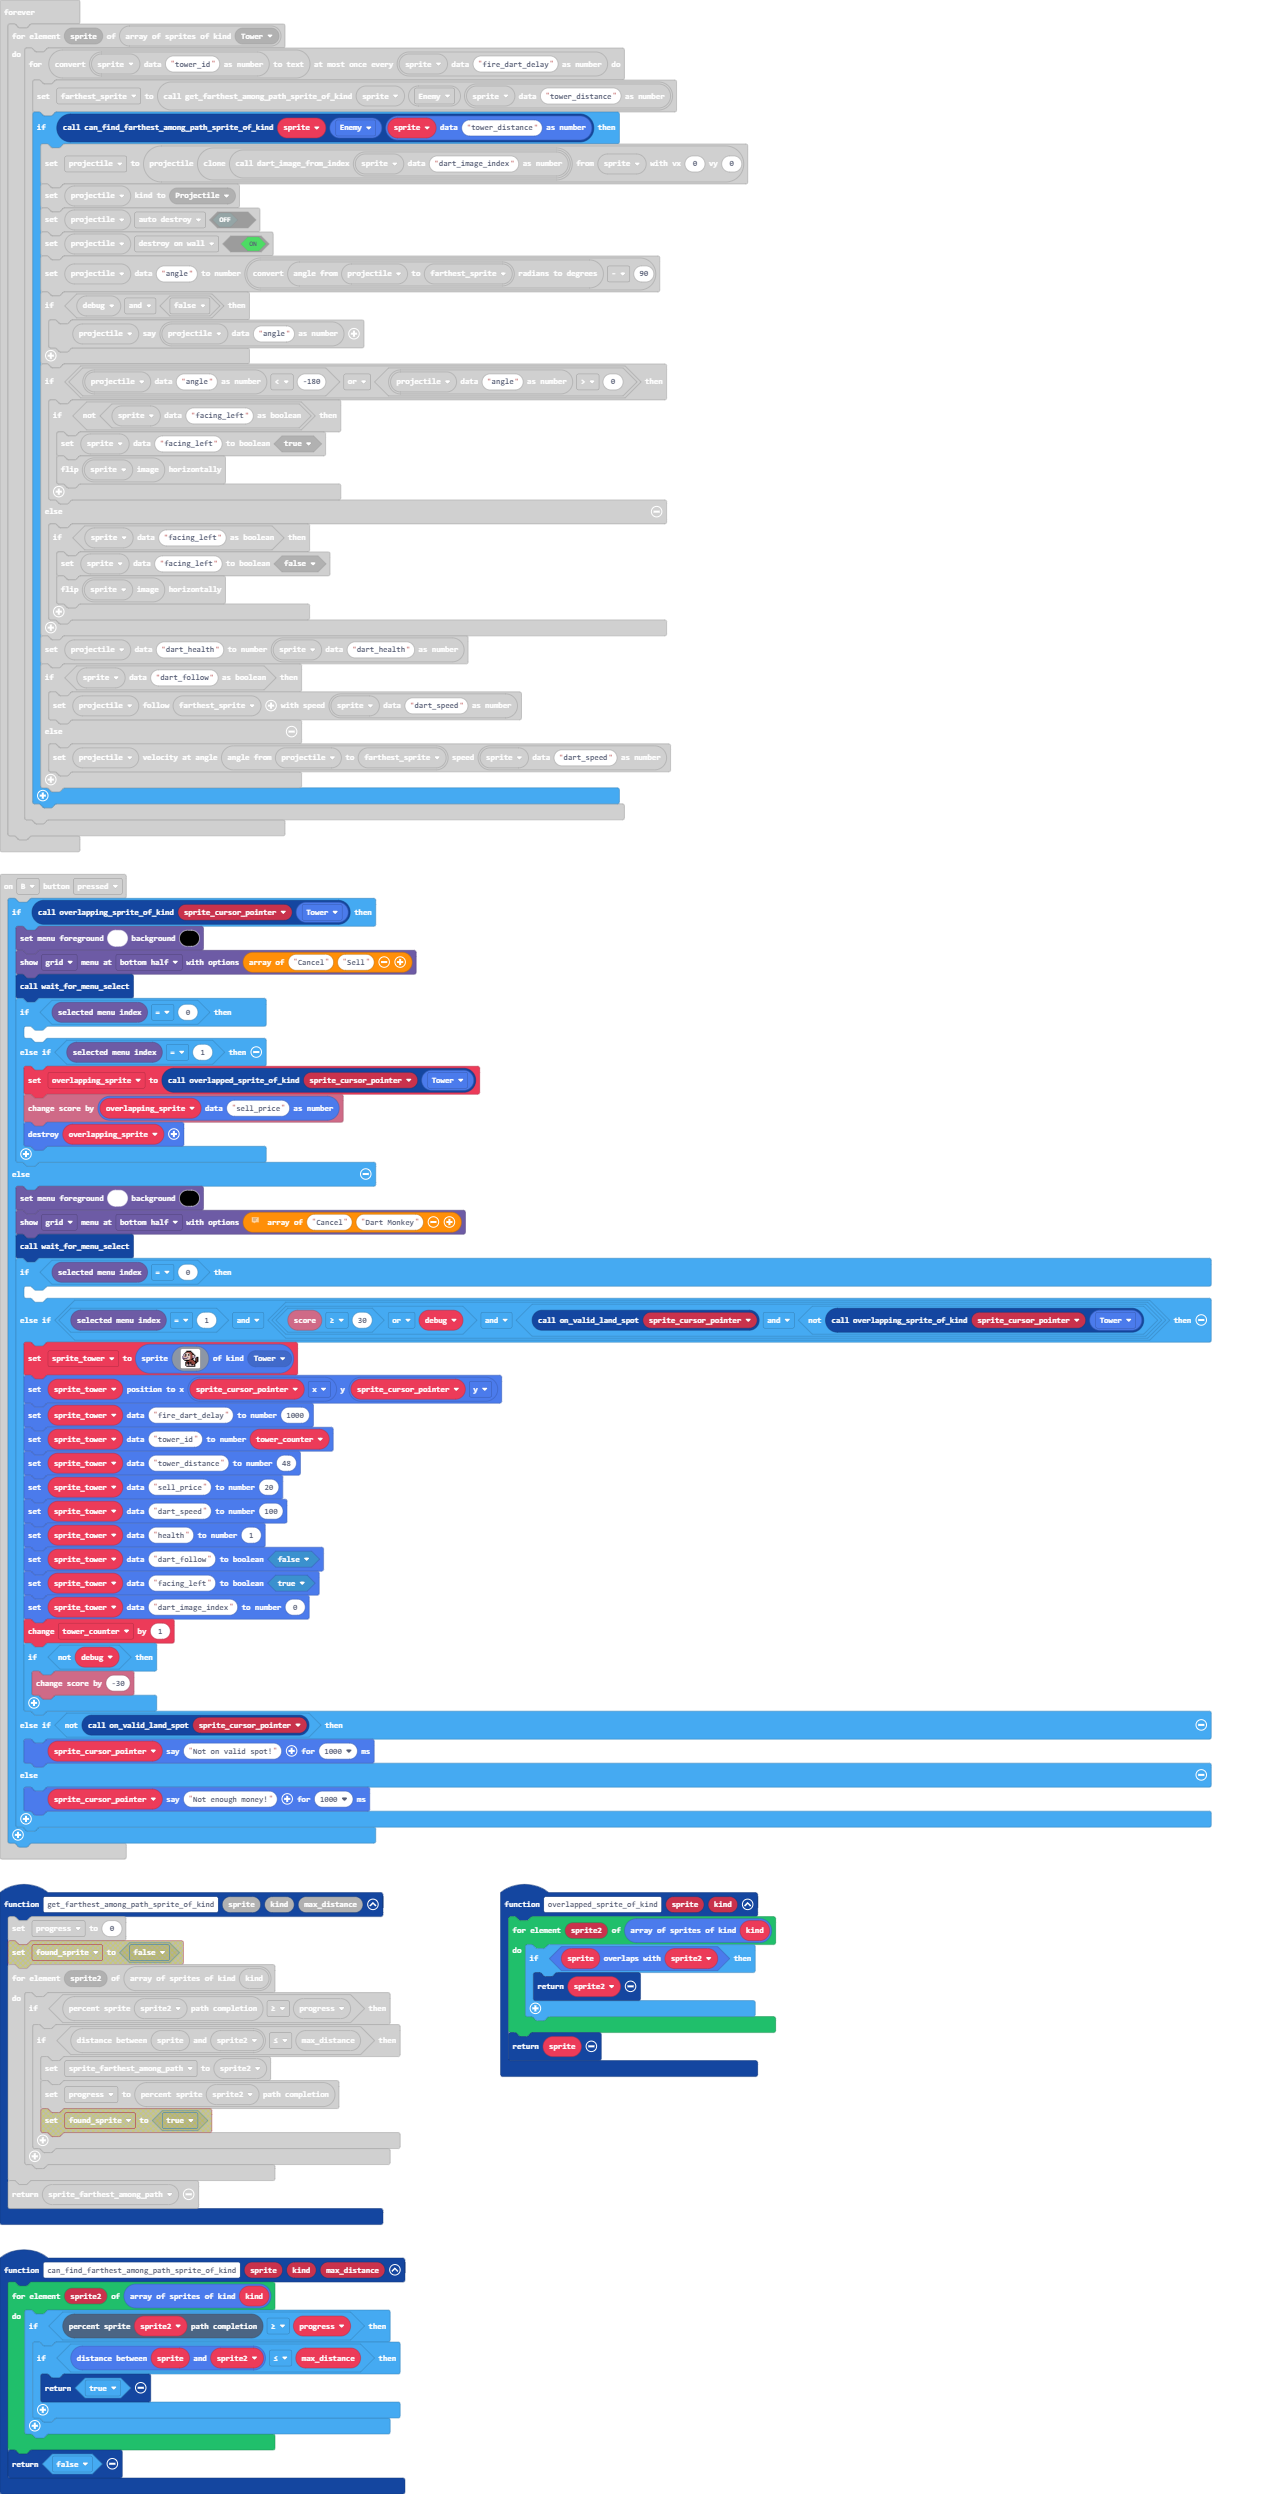 forever
for element sprite of array of sprites of kind Tower
do
for convert sprite data "tower_id" as number to text at most once every sprite data "fire_dart_delay" as number do
set farthest_sprite to call get_farthest_among_path_sprite_of_kind sprite Enemy sprite data "tower_distance" as number
if call can_find_farthest_among_path_sprite_of_kind sprite Enemy sprite data "tower_distance" as number then
set projectile to projectile clone call dart_image_from_index sprite data "dart_image_index" as number from sprite with vx 0 vy 0
set projectile kind to Projectile
set projectile auto destroy OFF
set projectile destroy on wall ON
set projectile data "angle" to number convert angle from projectile to farthest_sprite radians to degrees - 90
if debug and false then
projectile say projectile data "angle" as number
if projectile data "angle" as number < -180 or projectile data "angle" as number > 0 then
if not sprite data "facing_left" as boolean then
set sprite data "facing_left" to boolean true
flip sprite image horizontally
else
if sprite data "facing_left" as boolean then
set sprite data "facing_left" to boolean false
flip sprite image horizontally
set projectile data "dart_health" to number sprite data "dart_health" as number
if sprite data "dart_follow" as boolean then
set projectile follow farthest_sprite with speed sprite data "dart_speed" as number
else
set projectile velocity at angle angle from projectile to farthest_sprite speed sprite data "dart_speed" as number
on B button pressed
if call overlapping_sprite_of_kind sprite_cursor_pointer Tower then
set menu foreground background
show grid menu at bottom half with options array of "Cancel" "Sell"
call wait_for_menu_select
if selected menu index = 0 then
else if selected menu index = 1 then
set overlapping_sprite to call overlapped_sprite_of_kind sprite_cursor_pointer Tower
change score by overlapping_sprite data "sell_price" as number
destroy overlapping_sprite
else
set menu foreground background
show grid menu at bottom half with options array of "Cancel" "Dart Monkey"
call wait_for_menu_select
if selected menu index = 0 then
else if selected menu index = 1 and score ≥ 30 or debug and call on_valid_land_spot sprite_cursor_pointer and not call overlapping_sprite_of_kind sprite_cursor_pointer Tower then
set sprite_tower to sprite of kind Tower
set sprite_tower position to x sprite_cursor_pointer x y sprite_cursor_pointer y
set sprite_tower data "fire_dart_delay" to number 1000
set sprite_tower data "tower_id" to number tower_counter
set sprite_tower data "tower_distance" to number 48
set sprite_tower data "sell_price" to number 20
set sprite_tower data "dart_speed" to number 100
set sprite_tower data "health" to number 1
set sprite_tower data "dart_follow" to boolean false
set sprite_tower data "facing_left" to boolean true
set sprite_tower data "dart_image_index" to number 0
change tower_counter by 1
if not debug then
change score by -30
else if not call on_valid_land_spot sprite_cursor_pointer then
sprite_cursor_pointer say "Not on valid spot!" for 1000 ms
else
sprite_cursor_pointer say "Not enough money!" for 1000 ms
function get_farthest_among_path_sprite_of_kind sprite kind max_distance
set progress to 0
set found_sprite to false
for element sprite2 of array of sprites of kind kind
do
if percent sprite sprite2 path completion ≥ progress then
if distance between sprite and sprite2 ≤ max_distance then
set sprite_farthest_among_path to sprite2
set progress to percent sprite sprite2 path completion
set found_sprite to true
return sprite_farthest_among_path
function overlapped_sprite_of_kind sprite kind
for element sprite2 of array of sprites of kind kind
do
if sprite overlaps with sprite2 then
return sprite2
return sprite
function can_find_farthest_among_path_sprite_of_kind sprite kind max_distance
for element sprite2 of array of sprites of kind kind
do
if percent sprite sprite2 path completion ≥ progress then
if distance between sprite and sprite2 ≤ max_distance then
return true
return false